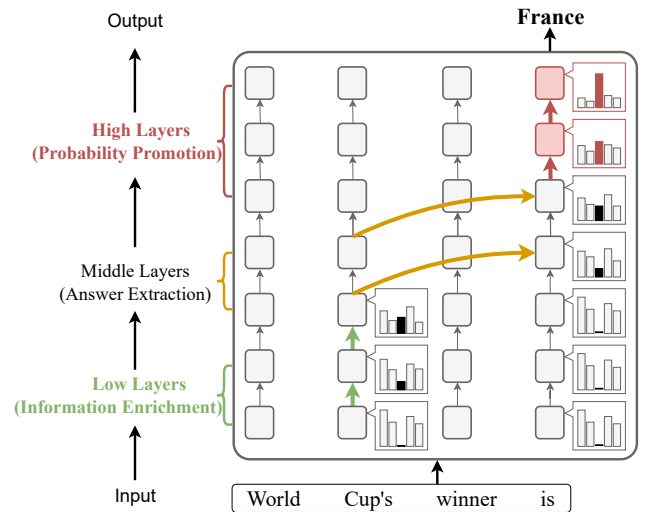 Output
France
High Layers
(Probability Promotion)
Middle Layers
(Answer Extraction)
Low Layers
(Information Enrichment)
Input
World Cup's winner is